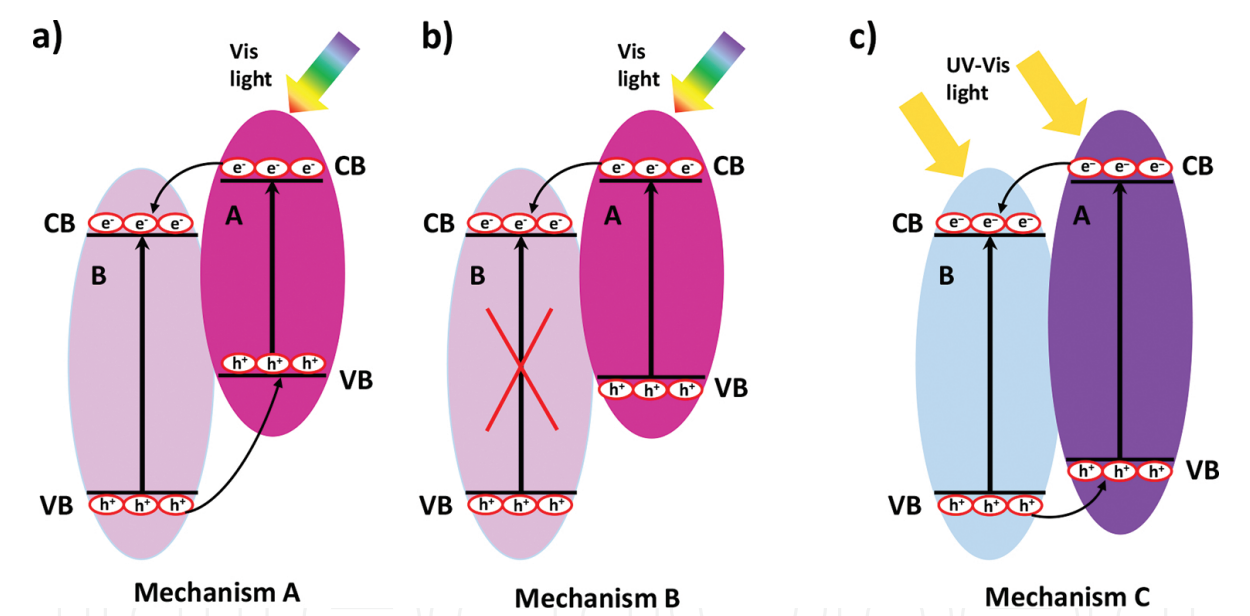 a)
Vis
light
e- e- e- CB
A
CB e- e- e-
B
h+ h+ h+
VB
VB h+ h+ h+
Mechanism A
b)
Vis
light
e- e- e- CB
A
CB e- e- e-
B
h+ h+ h+ VB
VB h+ h+ h+
Mechanism B
c)
UV-Vis
light
e− e− e− CB
A
CB e− e− e−
B
h+ h+ h+ VB
VB h+ h+ h+
Mechanism C